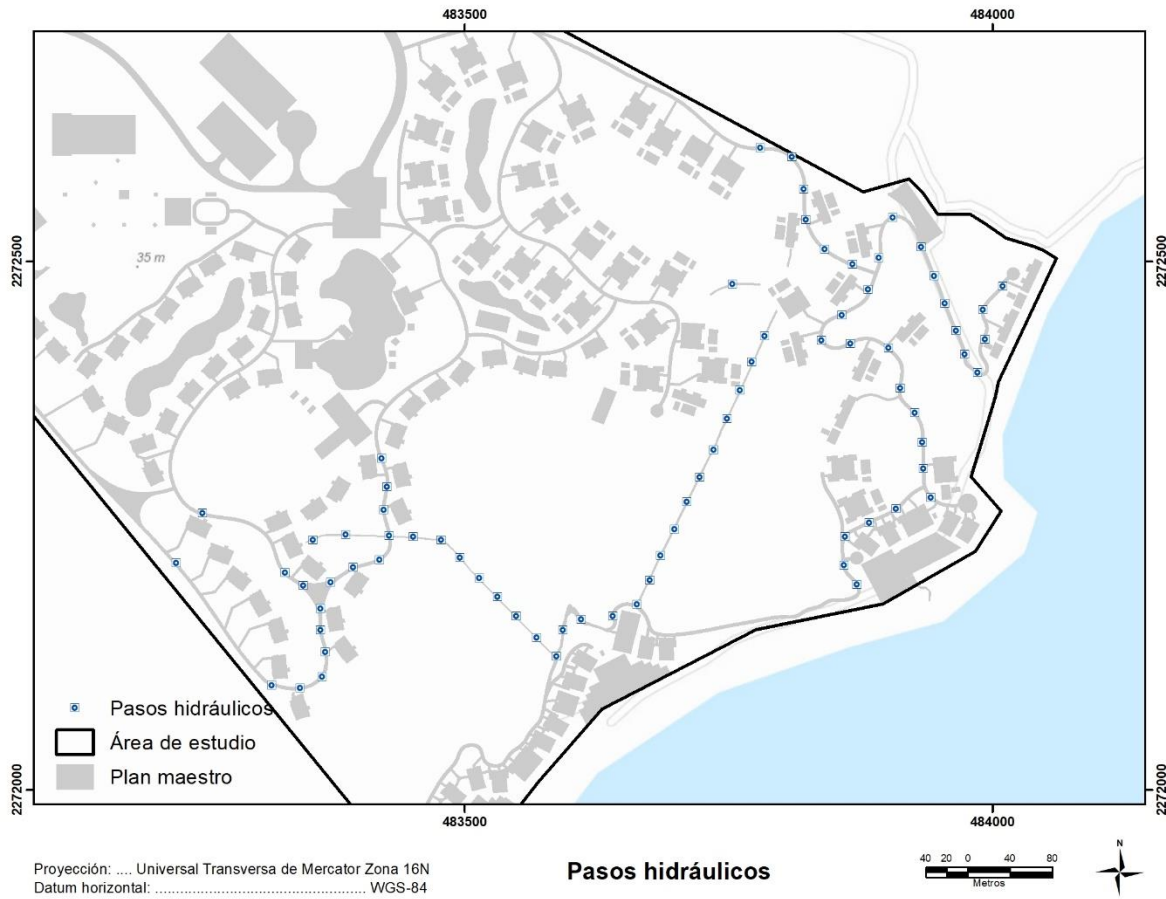 483500 484000
2272500 2272500
35 m
Pasos hidráulicos
Área de estudio
Plan maestro
2272000 2272000
483500 484000
Proyección: .... Universal Transversa de Mercator Zona 16N
Datum horizontal: .................................................. WGS-84
Pasos hidráulicos
40 20 0 40 80
Metros
N